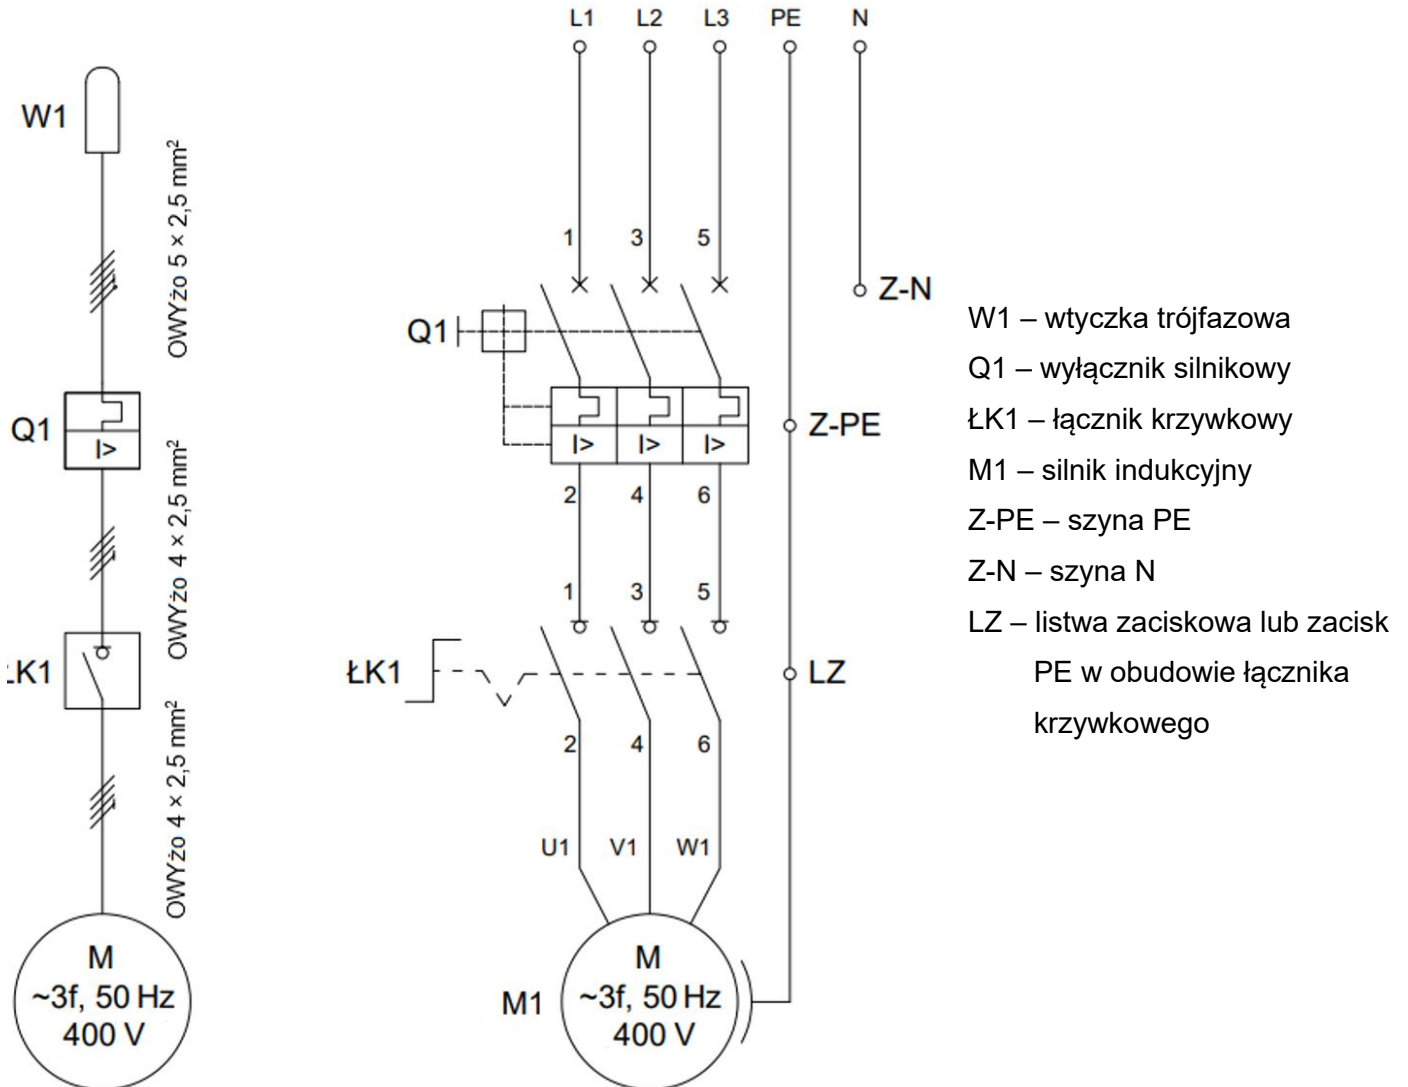 L1 L2 L3 PE N
W1
OWYżo 5 × 2,5 mm²
Q1
I>
OWYżo 4 × 2,5 mm²
ŁK1
OWYżo 4 × 2,5 mm²
M
~3f, 50 Hz
400 V
1 3 5
Z-N
Q1
Z-PE
I> I> I>
2 4 6
1 3 5
ŁK1
LZ
2 4 6
U1 V1 W1
M1
M
~3f, 50 Hz
400 V
W1 – wtyczka trójfazowa
Q1 – wyłącznik silnikowy
ŁK1 – łącznik krzywkowy
M1 – silnik indukcyjny
Z-PE – szyna PE
Z-N – szyna N
LZ – listwa zaciskowa lub zacisk
PE w obudowie łącznika
krzywkowego